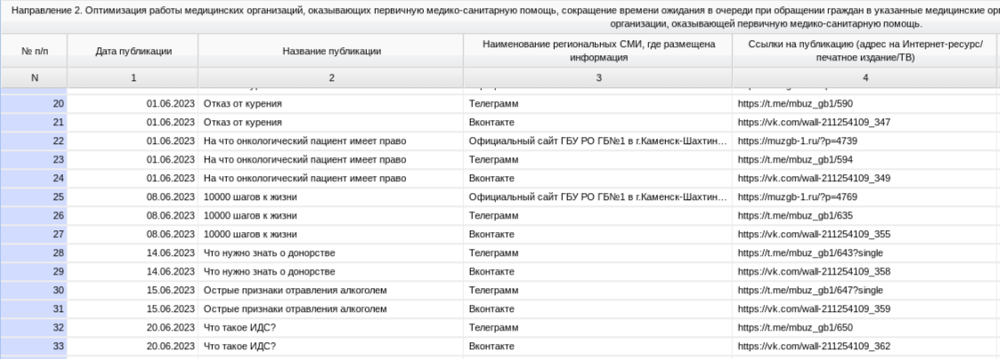 Направление 2. Оптимизация работы медицинских организаций, оказывающих первичную медико-санитарную помощь, сокращение времени ожидания в очереди при обращении граждан в указанные медицинские
организации, оказывающей первичную медико-санитарную помощь.
№ п/п Дата публикации Название публикации Наименование региональных СМИ, где размещена информация Ссылки на публикацию (адрес на Интернет-ресурс/ печатное издание/ТВ)
N 1 2 3 4
20 01.06.2023 Отказ от курения Телеграмм https://t.me/mbuz_gb1/590
21 01.06.2023 Отказ от курения Вконтакте https://vk.com/wall-211254109_347
22 01.06.2023 На что онкологический пациент имеет право Официальный сайт ГБУ РО ГБ№1 в г.Каменск-Шахтин... https://muzgb-1.ru/?p=4739
23 01.06.2023 На что онкологический пациент имеет право Телеграмм https://t.me/mbuz_gb1/594
24 01.06.2023 На что онкологический пациент имеет право Вконтакте https://vk.com/wall-211254109_349
25 08.06.2023 10000 шагов к жизни Официальный сайт ГБУ РО ГБ№1 в г.Каменск-Шахтин... https://muzgb-1.ru/?p=4769
26 08.06.2023 10000 шагов к жизни Телеграмм https://t.me/mbuz_gb1/635
27 08.06.2023 10000 шагов к жизни Вконтакте https://vk.com/wall-211254109_355
28 14.06.2023 Что нужно знать о донорстве Телеграмм https://t.me/mbuz_gb1/643?single
29 14.06.2023 Что нужно знать о донорстве Вконтакте https://vk.com/wall-211254109_358
30 15.06.2023 Острые признаки отравления алкоголем Телеграмм https://t.me/mbuz_gb1/647?single
31 15.06.2023 Острые признаки отравления алкоголем Вконтакте https://vk.com/wall-211254109_359
32 20.06.2023 Что такое ИДС? Телеграмм https://t.me/mbuz_gb1/650
33 20.06.2023 Что такое ИДС? Вконтакте https://vk.com/wall-211254109_362